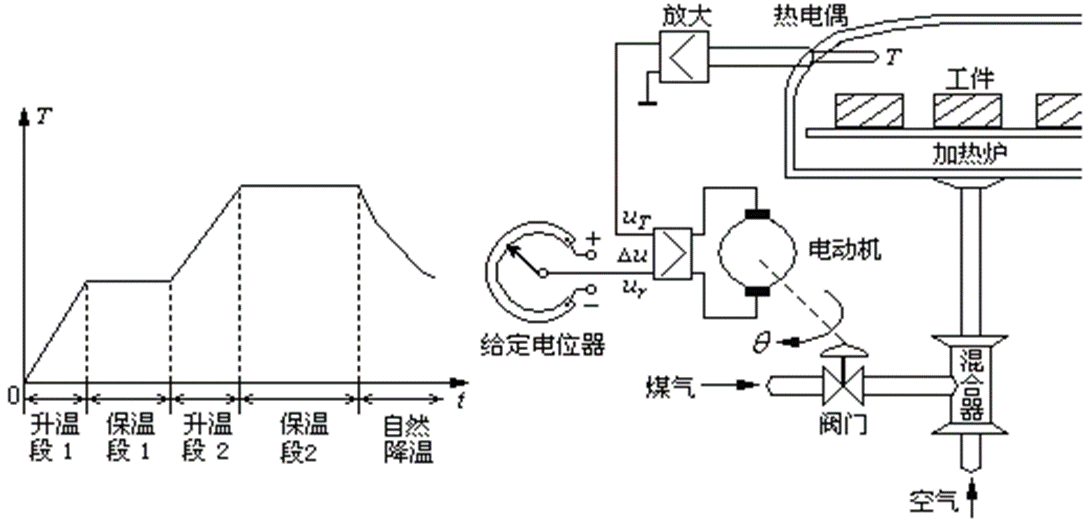 T
0
t
升温
段 1
保温
段 1
升温
段 2
保温
段2
自然
降温
放大
热电偶
T
工件
加热炉
u_T
+
Δu
−
u_r
电动机
给定电位器
θ
煤气
阀门
混合器
空气